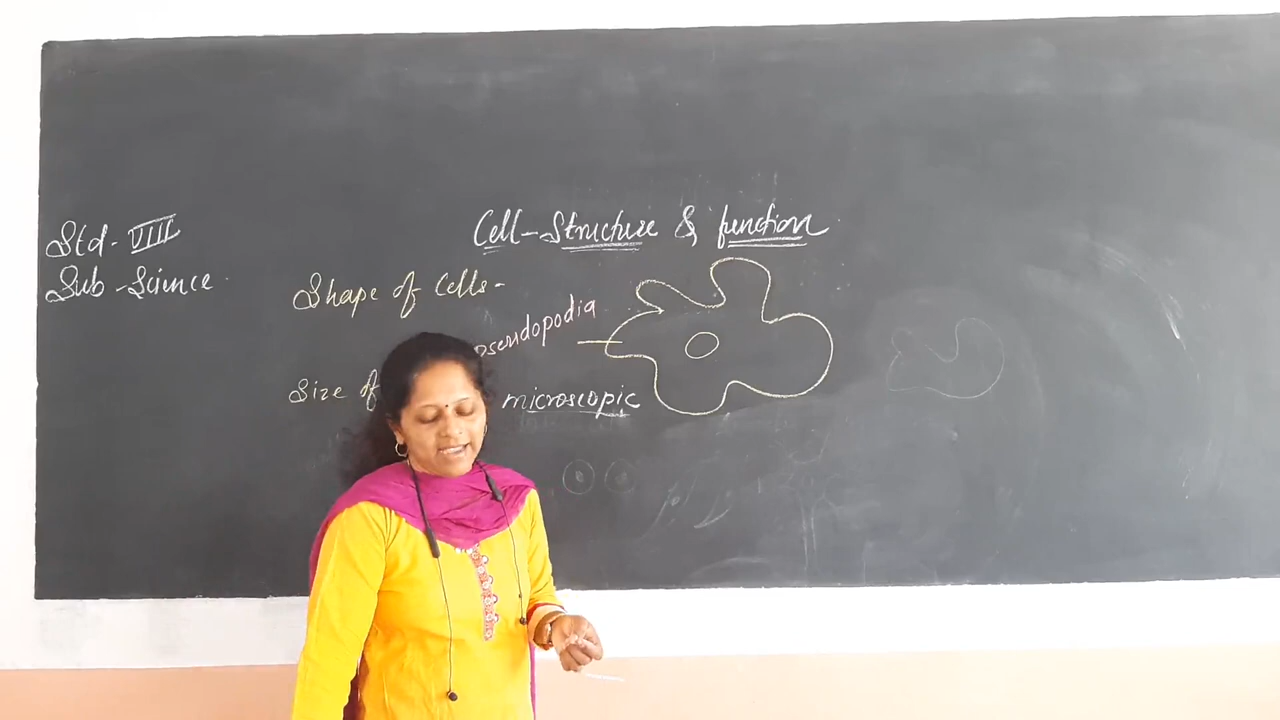 Std - VIII
Sub - Science
Cell - Structure & function
Shape of Cells -
pseudopodia
Size of
microscopic